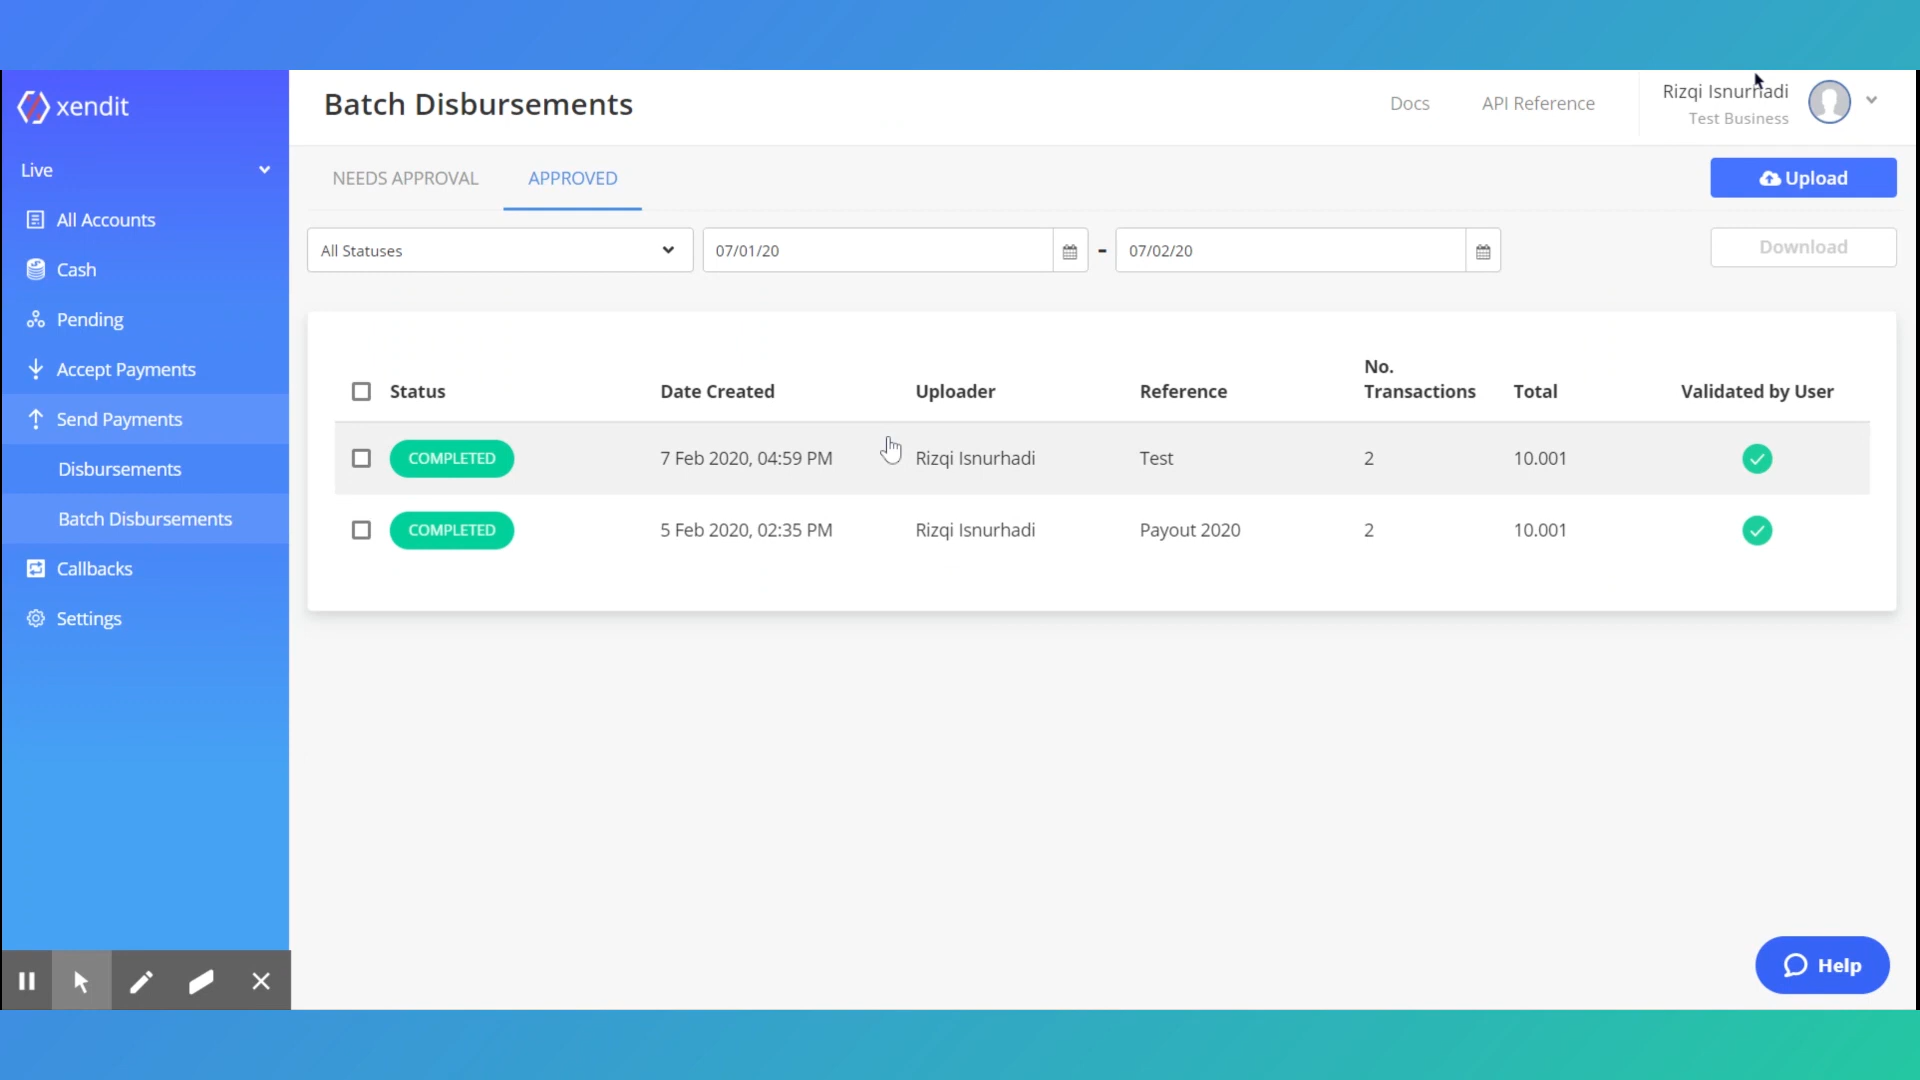 xendit
Batch Disbursements
Docs
API Reference
Rizqi Isnurhadi
Test Business
Live
All Accounts
Cash
Pending
Accept Payments
Send Payments
Disbursements
Batch Disbursements
Callbacks
Settings
NEEDS APPROVAL
APPROVED
Upload
All Statuses
07/01/20
-
07/02/20
Download
Status
Date Created
Uploader
Reference
No.
Transactions
Total
Validated by User
COMPLETED 7 Feb 2020, 04:59 PM Rizqi Isnurhadi Test 2 10.001
COMPLETED 5 Feb 2020, 02:35 PM Rizqi Isnurhadi Payout 2020 2 10.001
Help